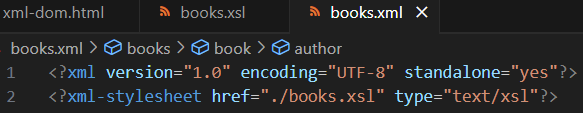 xml-dom.html books.xsl books.xml
books.xml books book author
1 <?xml version="1.0" encoding="UTF-8" standalone="yes"?>
2 <?xml-stylesheet href="./books.xsl" type="text/xsl"?>